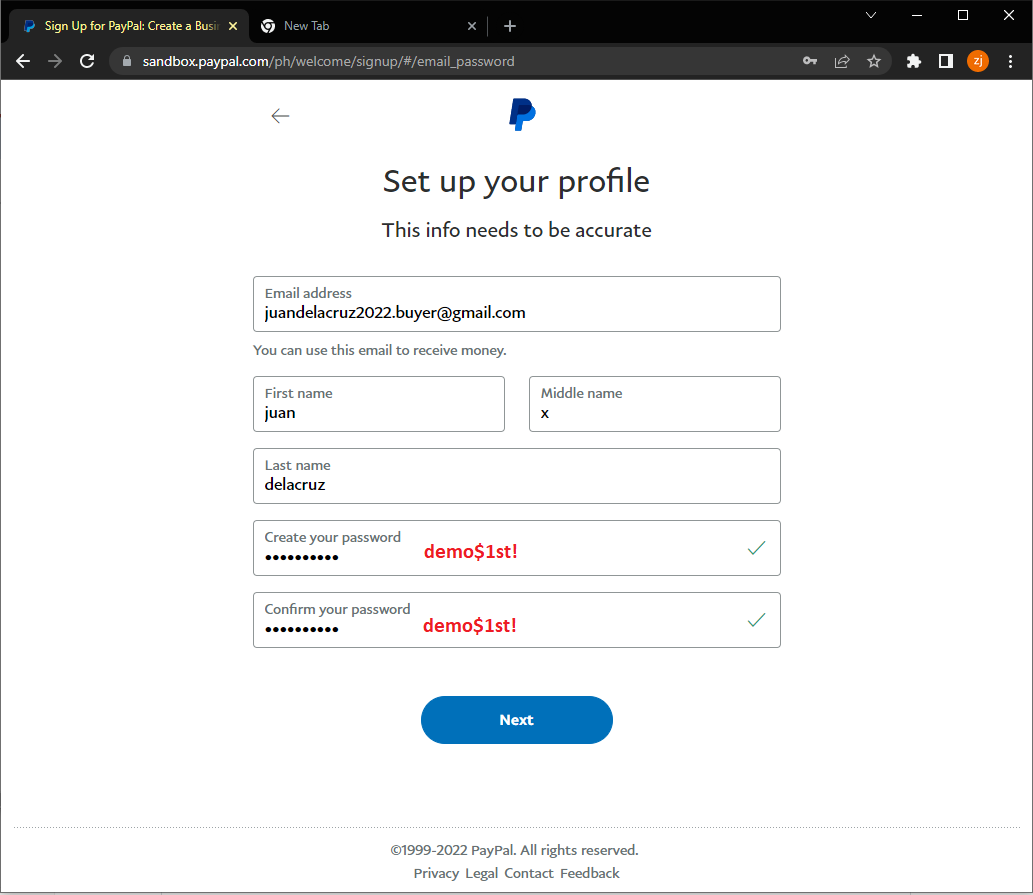 Sign Up for PayPal: Create a Busi
New Tab
sandbox.paypal.com/ph/welcome/signup/#/email_password
zj
Set up your profile
This info needs to be accurate
Email address
juandelacruz2022.buyer@gmail.com
You can use this email to receive money.
First name
juan
Middle name
x
Last name
delacruz
Create your password
••••••••••
demo$1st!
Confirm your password
••••••••••
demo$1st!
Next
©1999-2022 PayPal. All rights reserved.
Privacy Legal Contact Feedback